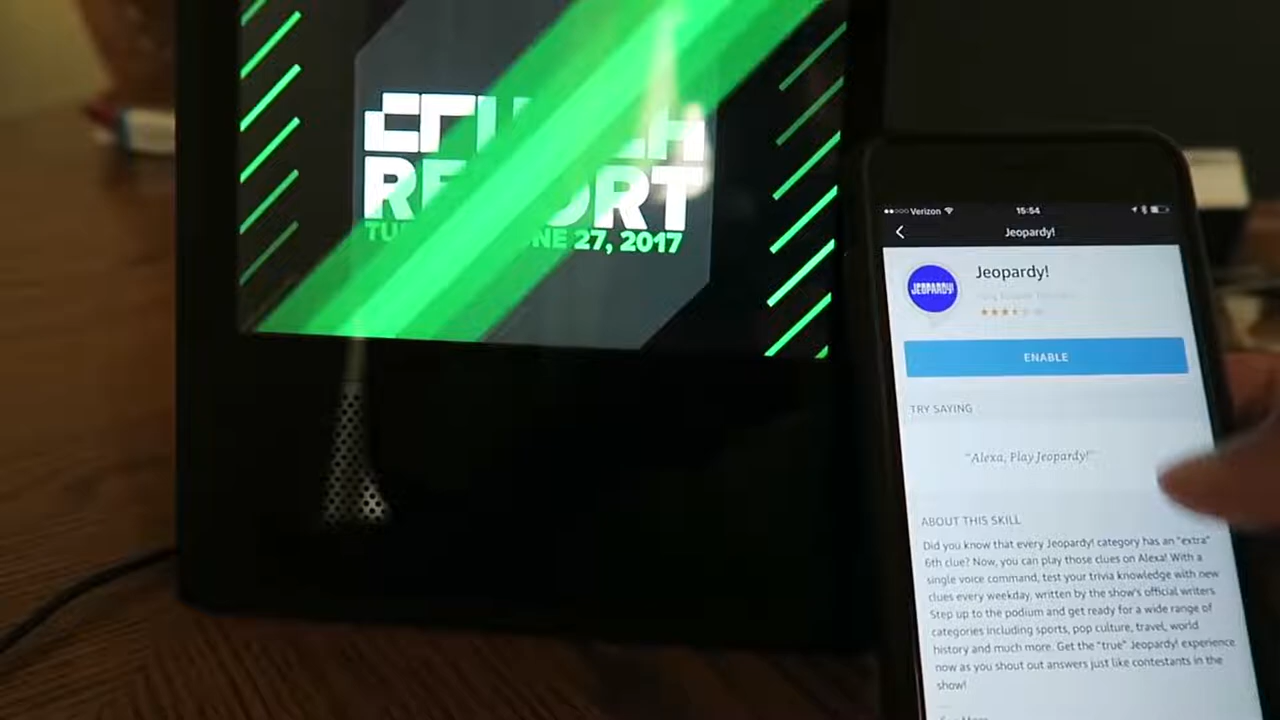 REPORT
JUNE 27, 2017
Verizon
15:54
Jeopardy!
Jeopardy!
JEOPARDY!
ENABLE
TRY SAYING
"Alexa, Play Jeopardy!"
ABOUT THIS SKILL
Did you know that every Jeopardy! category has an "extra"
6th clue? Now, you can play those clues on Alexa! With a
single voice command, test your trivia knowledge with new
clues every weekday, written by the show's official writers.
Step up to the podium and get ready for a wide range of
categories including sports, pop culture, travel, world
history and much more. Get the "true" Jeopardy! experience
now as you shout out answers just like contestants in the
show!